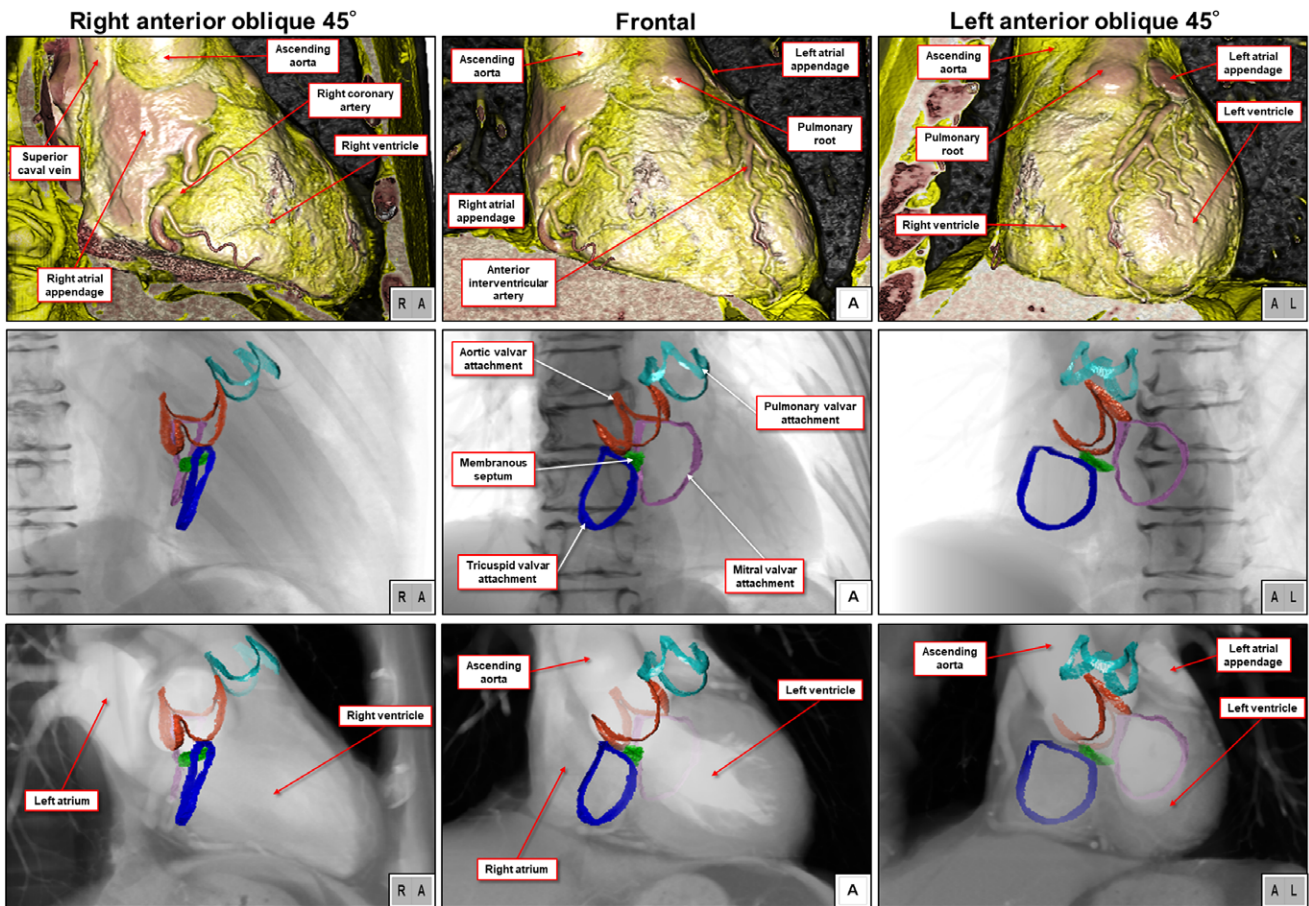 Right anterior oblique 45°
Frontal
Left anterior oblique 45°
Ascending
aorta
Right coronary
artery
Right ventricle
Superior
caval vein
Right atrial
appendage
R A
Ascending
aorta
Left atrial
appendage
Pulmonary
root
Right atrial
appendage
Anterior
interventricular
artery
A
Ascending
aorta
Left atrial
appendage
Left ventricle
Pulmonary
root
Right ventricle
A L
R A
Aortic valvar
attachment
Pulmonary valvar
attachment
Membranous
septum
Tricuspid valvar
attachment
Mitral valvar
attachment
A
A L
Right ventricle
Left atrium
R A
Ascending
aorta
Left ventricle
Right atrium
A
Ascending
aorta
Left atrial
appendage
Left ventricle
A L